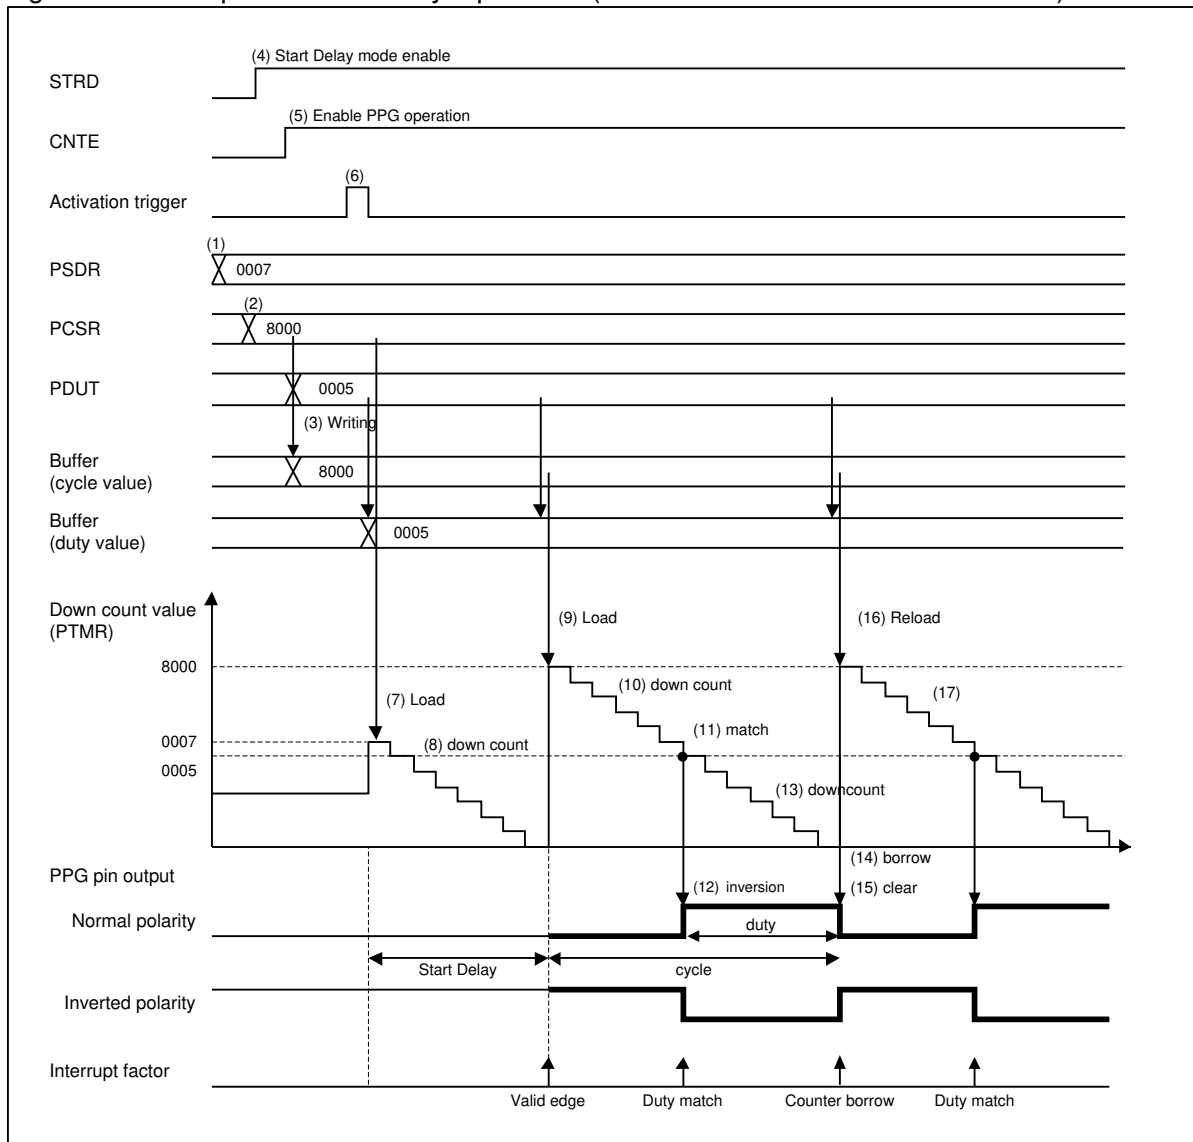 (4) Start Delay mode enable
STRD
(5) Enable PPG operation
CNTE
(6)
Activation trigger
(1)
PSDR
0007
(2)
PCSR
8000
PDUT
0005
(3) Writing
Buffer
(cycle value)
8000
Buffer
(duty value)
0005
Down count value
(PTMR)
(9) Load
(16) Reload
8000
(10) down count
(17)
(7) Load
(11) match
0007
(8) down count
0005
(13) downcount
(14) borrow
PPG pin output
(12) inversion
(15) clear
Normal polarity
duty
Start Delay
cycle
Inverted polarity
Interrupt factor
Valid edge
Duty match
Counter borrow
Duty match